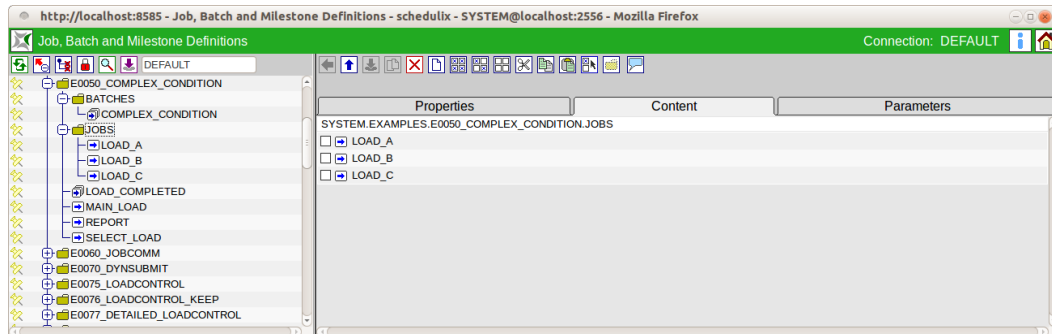 http://localhost:8585 - Job, Batch and Milestone Definitions - schedulix - SYSTEM@localhost:2556 - Mozilla Firefox
Job, Batch and Milestone Definitions
Connection: DEFAULT
DEFAULT
E0050_COMPLEX_CONDITION
BATCHES
COMPLEX_CONDITION
JOBS
LOAD_A
LOAD_B
LOAD_C
LOAD_COMPLETED
MAIN_LOAD
REPORT
SELECT_LOAD
E0060_JOBCOMM
E0070_DYNSUBMIT
E0075_LOADCONTROL
E0076_LOADCONTROL_KEEP
E0077_DETAILED_LOADCONTROL
Properties
Content
Parameters
SYSTEM.EXAMPLES.E0050_COMPLEX_CONDITION.JOBS
LOAD_A
LOAD_B
LOAD_C